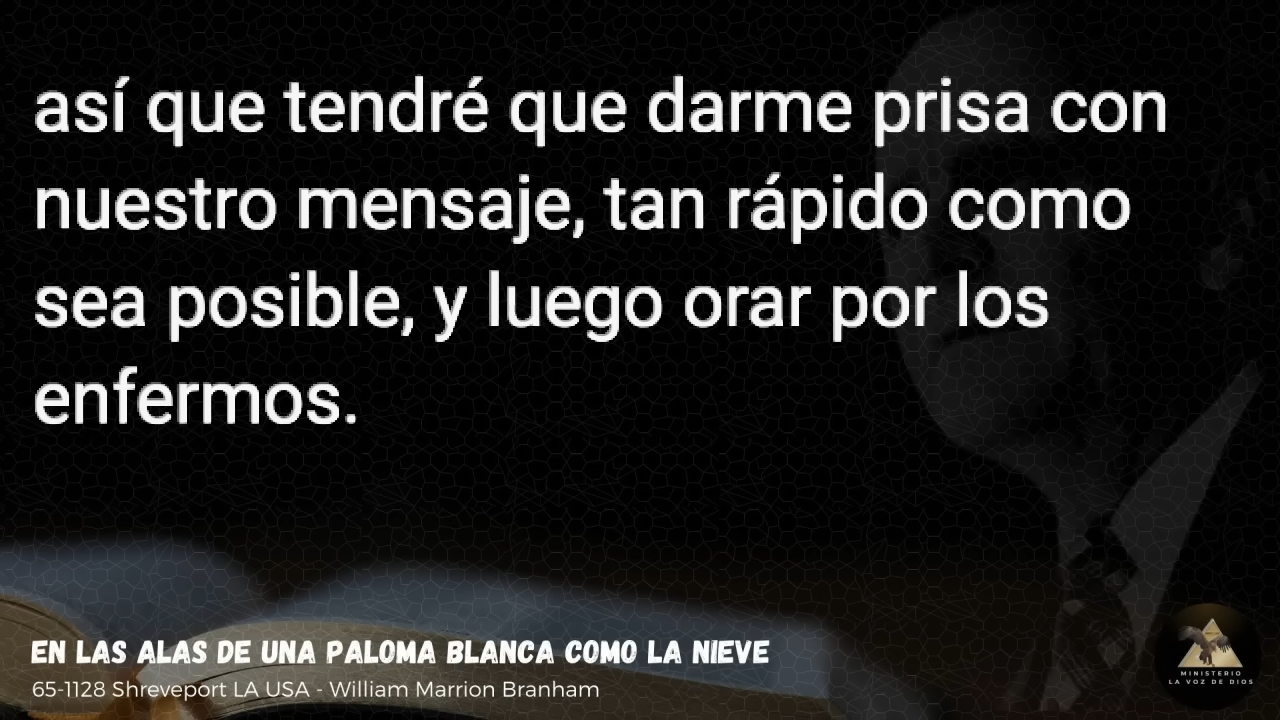 así que tendré que darme prisa con
nuestro mensaje, tan rápido como
sea posible, y luego orar por los
enfermos.
EN LAS ALAS DE UNA PALOMA BLANCA COMO LA NIEVE
65-1128 Shreveport LA USA - William Marrion Branham
MINISTERIO
LA VOZ DE DIOS